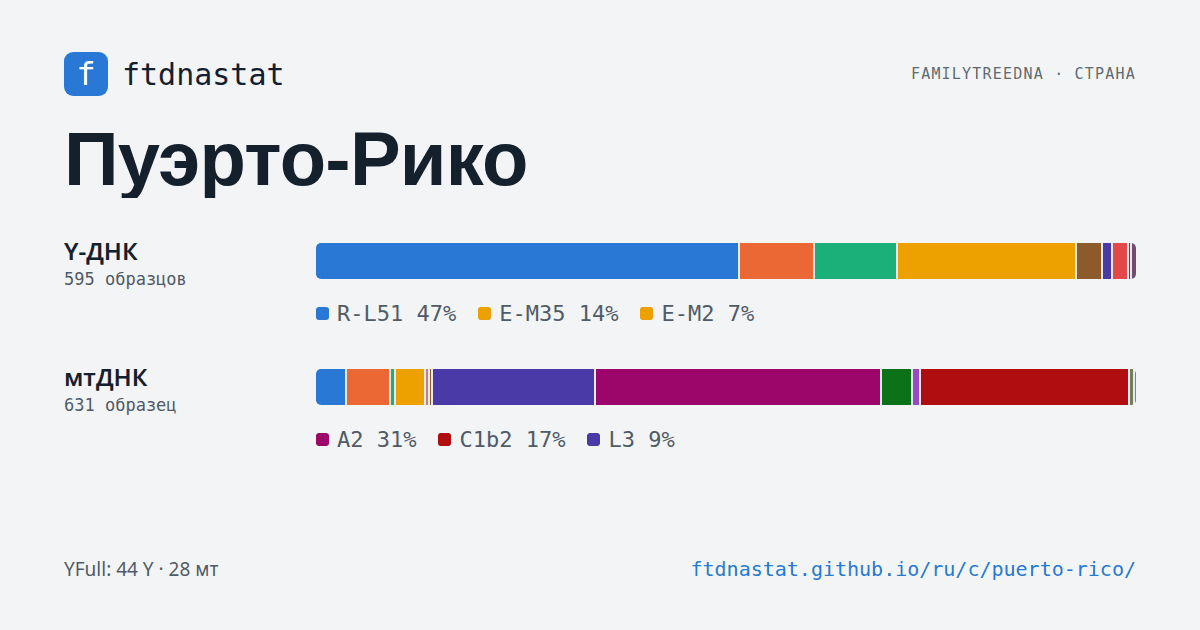 f ftdnastat
FAMILYTREEDNA · СТРАНА
Пуэрто-Рико
Y-ДНК
595 образцов
R-L51 47% E-M35 14% E-M2 7%
мтДНК
631 образец
A2 31% C1b2 17% L3 9%
YFull: 44 Y · 28 мт
ftdnastat.github.io/ru/c/puerto-rico/